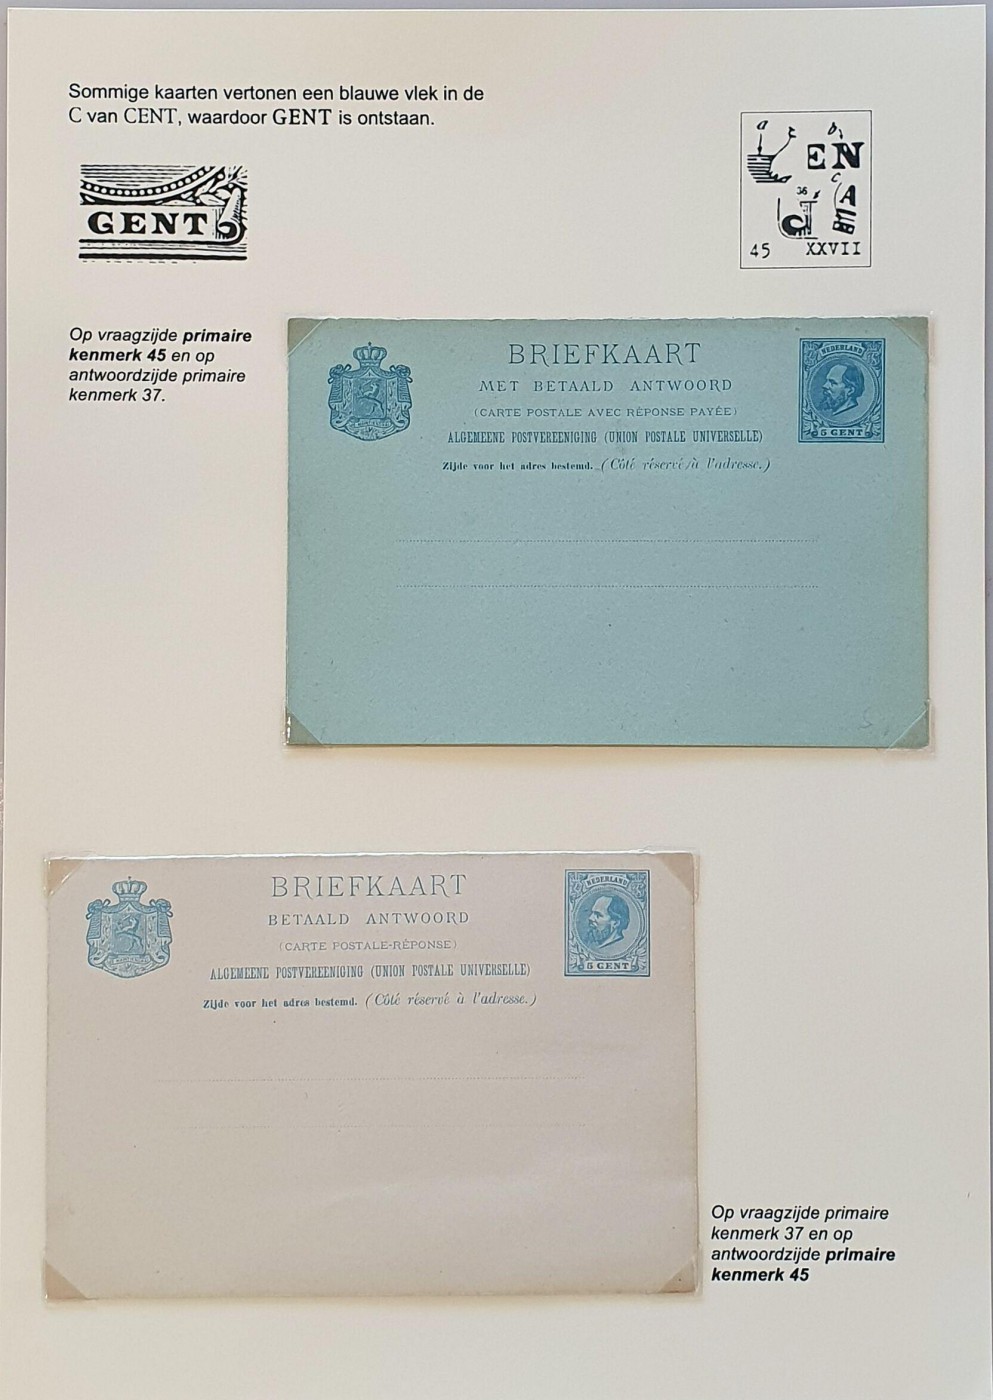 Sommige kaarten vertonen een blauwe vlek in de
C van CENT, waardoor GENT is ontstaan.
GENT
a
b
EN
c
36
A
45 XXVII
Op vraagzijde primaire
kenmerk 45 en op
antwoordzijde primaire
kenmerk 37.
BRIEFKAART
MET BETAALD ANTWOORD
(CARTE POSTALE AVEC RÉPONSE PAYÉE)
ALGEMEENE POSTVEREENIGING (UNION POSTALE UNIVERSELLE)
Zijde voor het adres bestemd. (Côté réservé à l'adresse.)
NEDERLAND
5 GENT
BRIEFKAART
BETAALD ANTWOORD
(CARTE POSTALE-RÉPONSE)
ALGEMEENE POSTVEREENIGING (UNION POSTALE UNIVERSELLE)
Zijde voor het adres bestemd. (Côté réservé à l'adresse.)
NEDERLAND
5 GENT
Op vraagzijde primaire
kenmerk 37 en op
antwoordzijde primaire
kenmerk 45